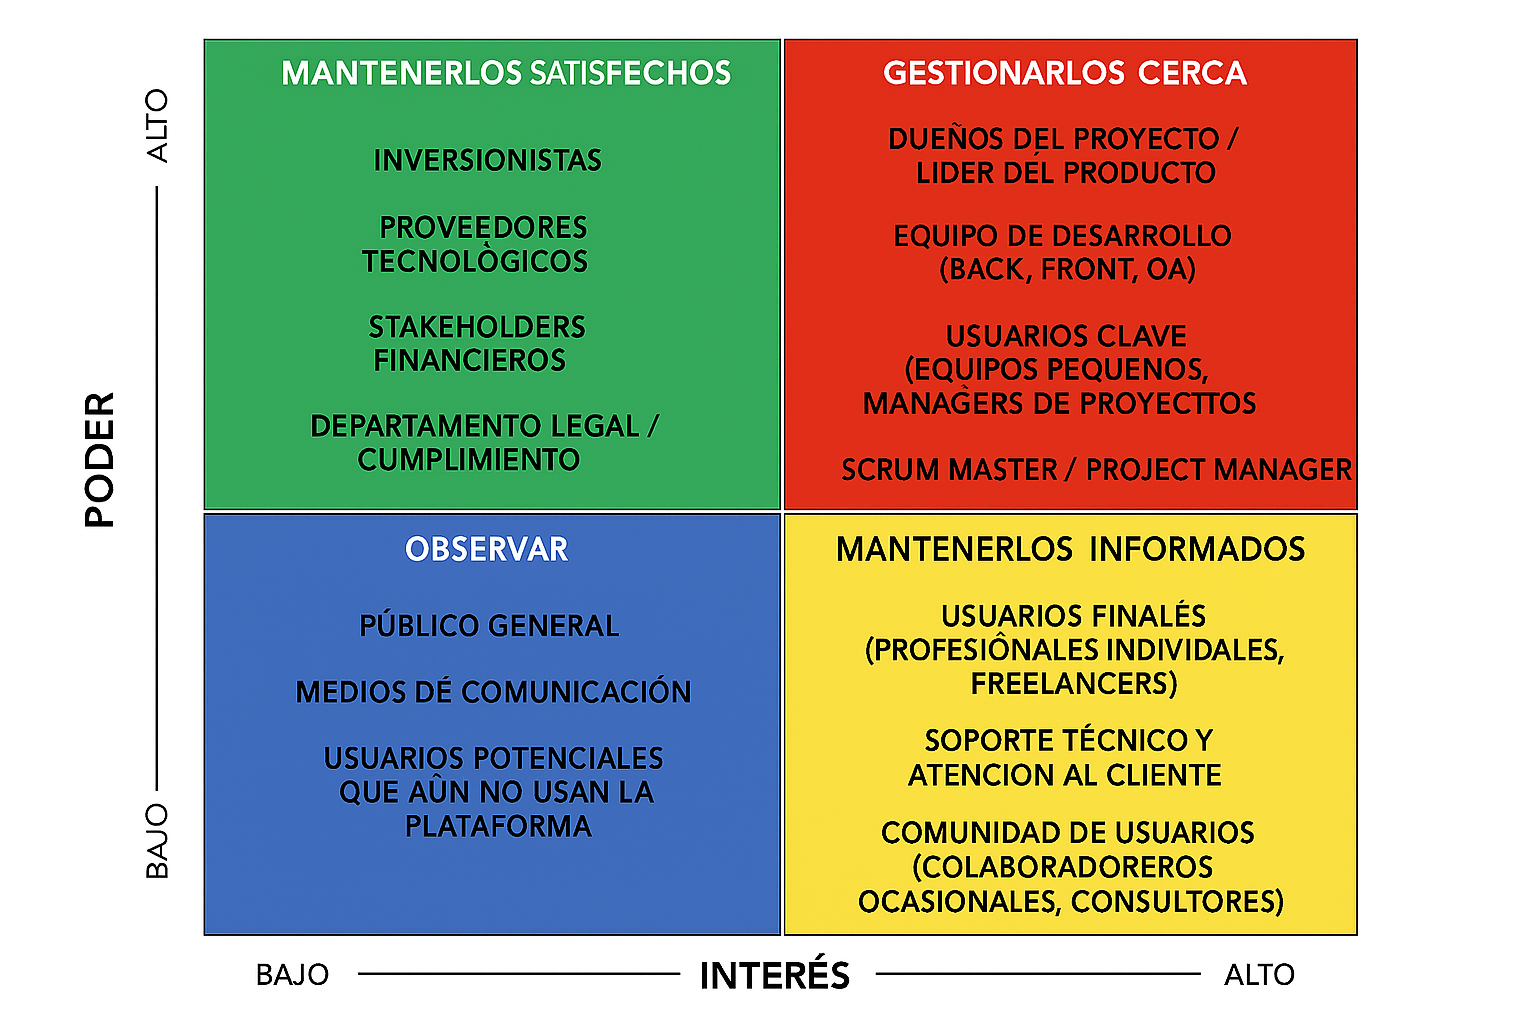 ALTO
PODER
BAJO
MANTENERLOS SATISFECHOS
INVERSIONISTAS
PROVEEDORES
TECNOLÒGICOS
STAKEHOLDERS
FINANCIEROS
DEPARTAMENTO LEGAL /
CUMPLIMIENTO
GESTIONARLOS CERCA
DUEÑOS DEL PROYECTO /
LIDER DÉL PRODUCTO
EQUIPO DE DESARROLLO
(BACK, FRONT, OA)
USUARIOS CLAVE
(EQUIPOS PEQUENOS,
MANAG̀ERS DE PROYECTTOS
SCRUM MASTER / PROJECT MANAGER
OBSERVAR
PÚBLICO GENERAL
MEDIOS DÉ COMUNICACIÓN
USUARIOS POTENCIALES
QUE AÛN NO USAN LA
PLATAFORMA
MANTENERLOS INFORMADOS
USUARIOS FINALÉS
(PROFESIÔNALES INDIVIDALES,
FREELANCERS)
SOPORTE TÉCNICO Y
ATENCION AL CLIENTE
COMUNIDAD DE USUARIOS
(COLABORADOREROS
OCASIONALES, CONSULTORES)
BAJO
INTERÉS
ALTO